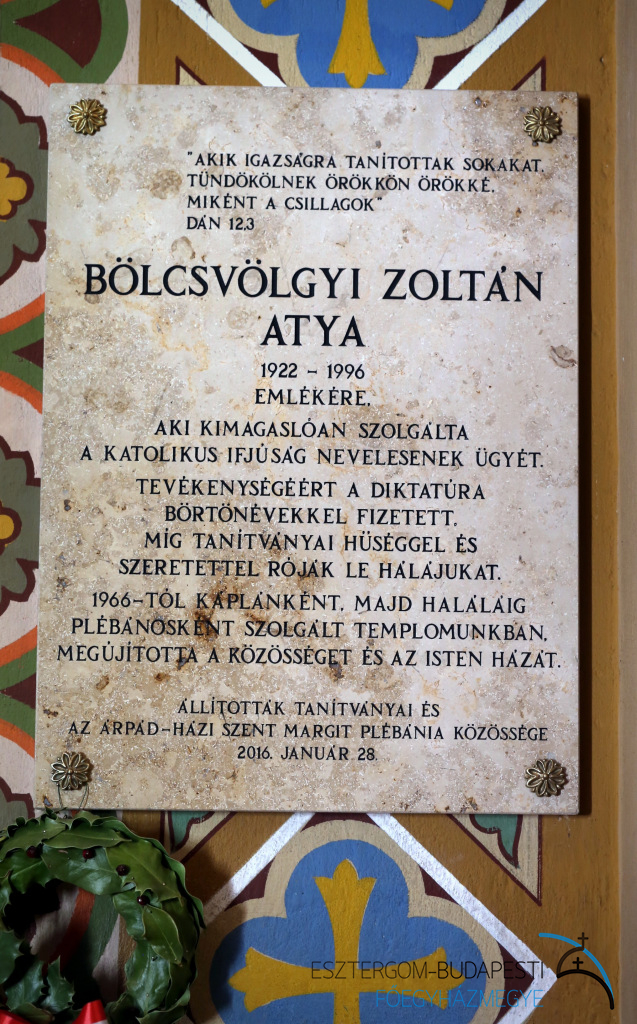 "AKIK IGAZSÁGRA TANÍTOTTAK SOKAKAT,
TÜNDÖKÖLNEK ÖRÖKKÖN ÖRÖKKÉ,
MIKÉNT A CSILLAGOK"
DÁN 12,3
BÖLCSVÖLGYI ZOLTÁN
ATYA
1922 – 1996
EMLÉKÉRE,
AKI KIMAGASLÓAN SZOLGÁLTA
A KATOLIKUS IFJÚSÁG NEVELESENEK ÜGYÉT.
TEVÉKENYSÉGÉÉRT A DIKTATÚRA
BÖRTÖNÉVEKKEL FIZETETT,
MÍG TANÍTVÁNYAI HŰSÉGGEL ÉS
SZERETETTEL RÓJÁK LE HÁLÁJUKAT.
1966-TÓL KÁPLÁNKÉNT, MAJD HALÁLÁIG
PLÉBÁNOSKÉNT SZOLGÁLT TEMPLOMUNKBAN,
MEGÚJÍTOTTA A KÖZÖSSÉGET ÉS AZ ISTEN HÁZÁT.
ÁLLÍTOTTÁK TANÍTVÁNYAI ÉS
AZ ÁRPÁD-HÁZI SZENT MARGIT PLÉBÁNIA KÖZÖSSÉGE
2016. JANUÁR 28.
ESZTERGOM-BUDAPESTI
FŐEGYHÁZMEGYE